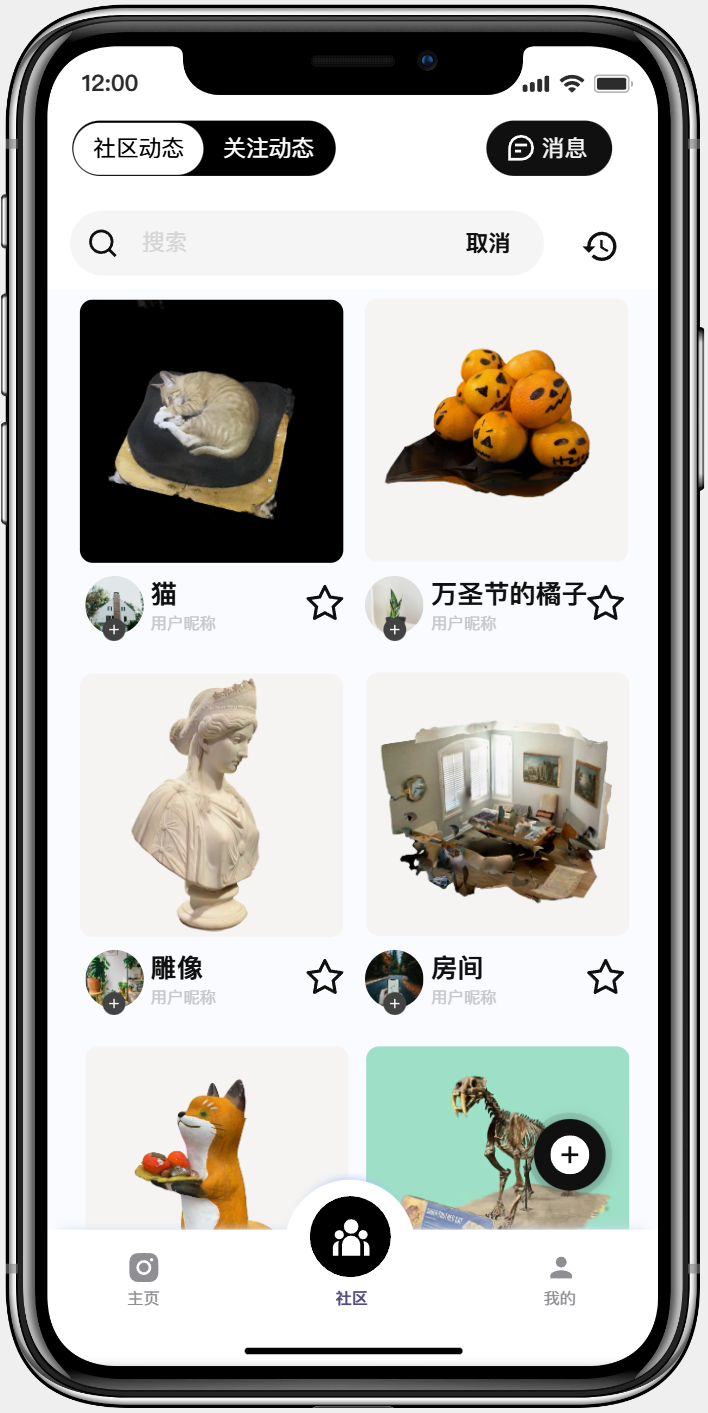 12:00
社区动态 关注动态 消息
搜索 取消
猫
用户昵称
万圣节的橘子
用户昵称
雕像
用户昵称
房间
用户昵称
主页 社区 我的